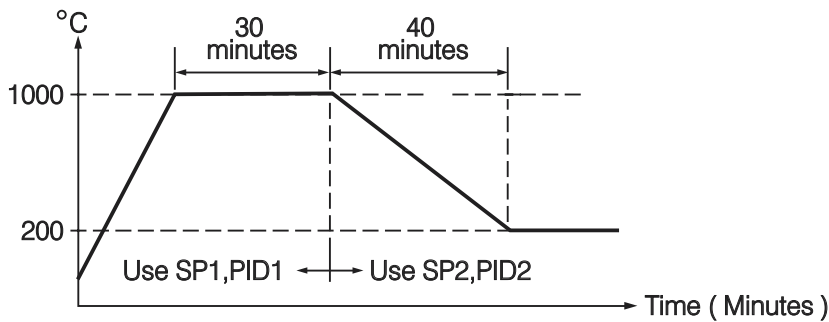 °C
30
minutes
40
minutes
1000
200
Use SP1,PID1
Use SP2,PID2
Time ( Minutes )